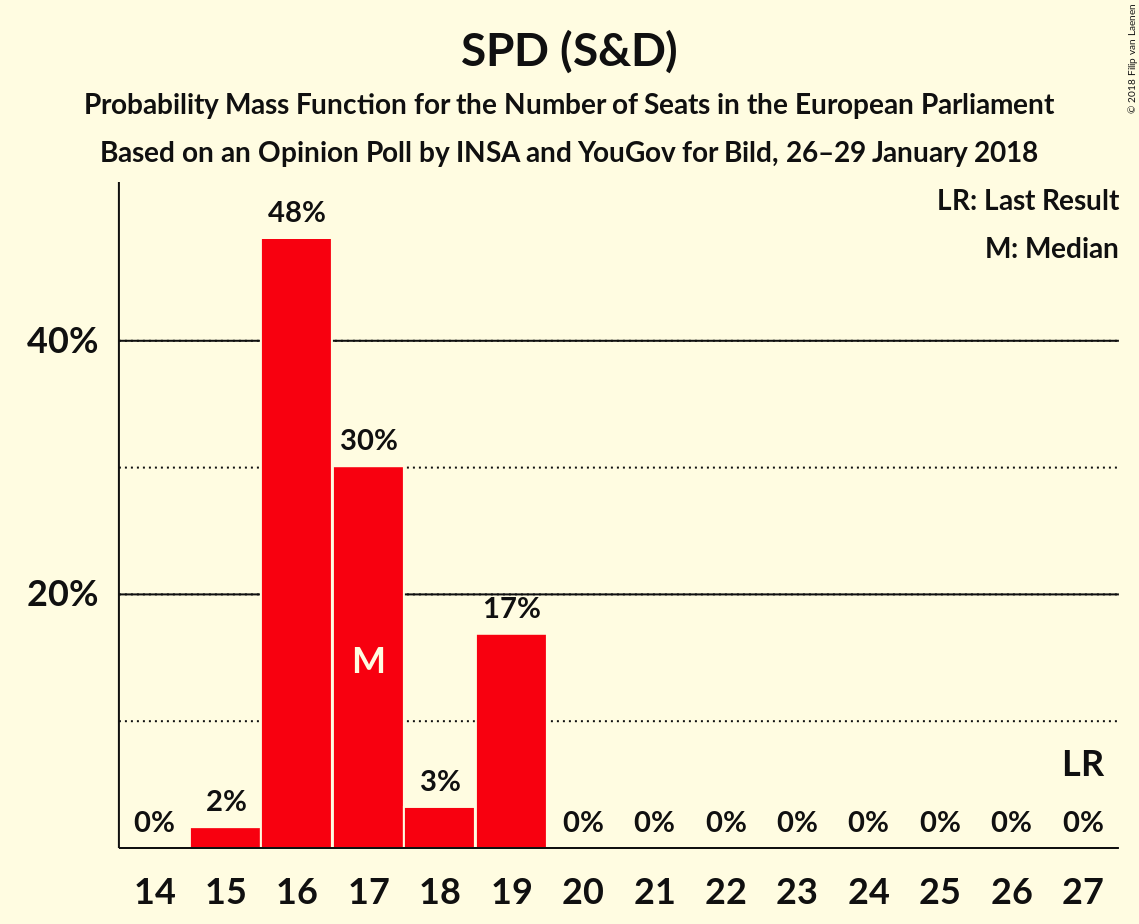 SPD (S&D)
Probability Mass Function for the Number of Seats in the European Parliament
Based on an Opinion Poll by INSA and YouGov for Bild, 26–29 January 2018
© 2018 Filip van Laenen
LR: Last Result
M: Median
48%
40%
30%
20%
17%
M
LR
3%
2%
0% 0% 0% 0% 0% 0% 0% 0% 0%
14 15 16 17 18 19 20 21 22 23 24 25 26 27